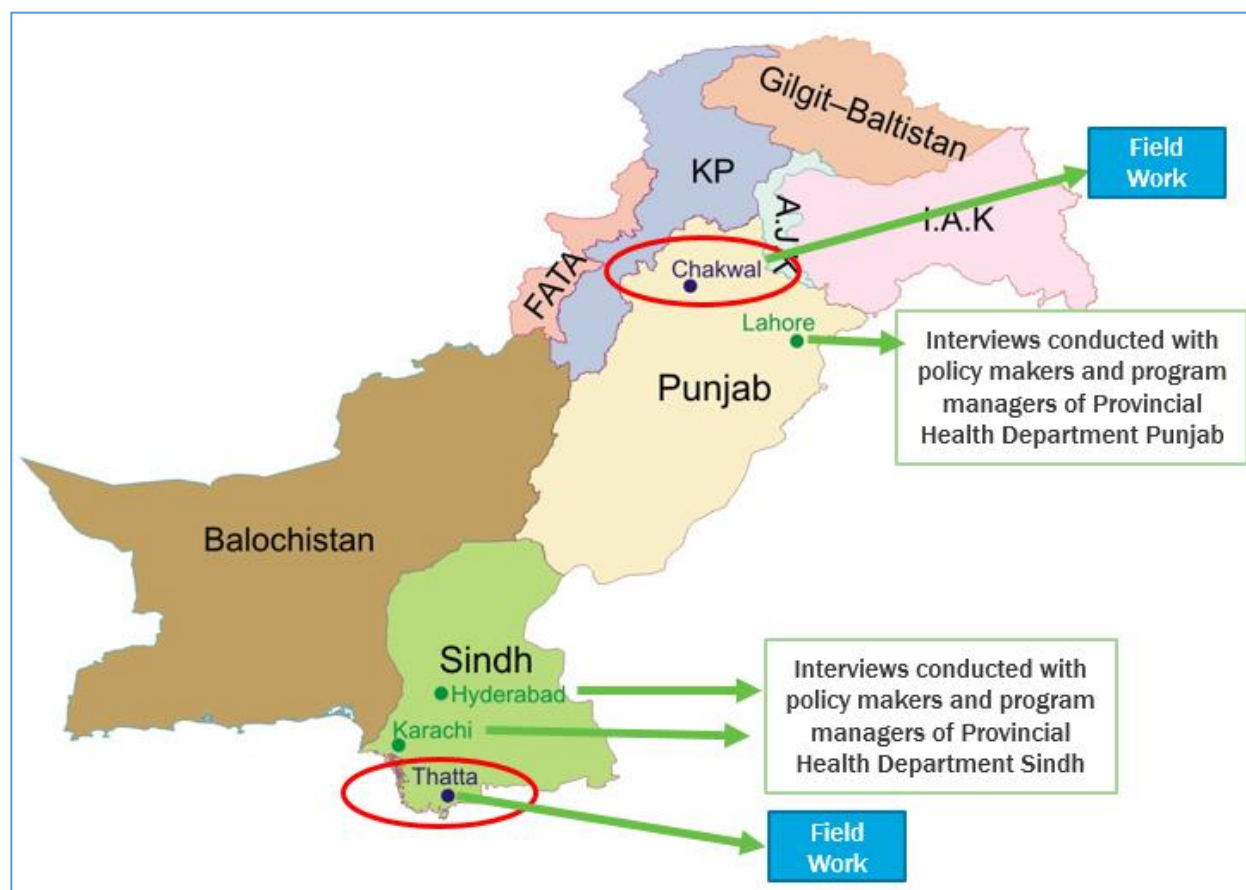 Gilgit–Baltistan
KP
Field
Work
A.J.K
I.A.K
FATA
Chakwal
Lahore
Interviews conducted with
policy makers and program
managers of Provincial
Health Department Punjab
Punjab
Balochistan
Sindh
Hyderabad
Karachi
Thatta
Interviews conducted with
policy makers and program
managers of Provincial
Health Department Sindh
Field
Work